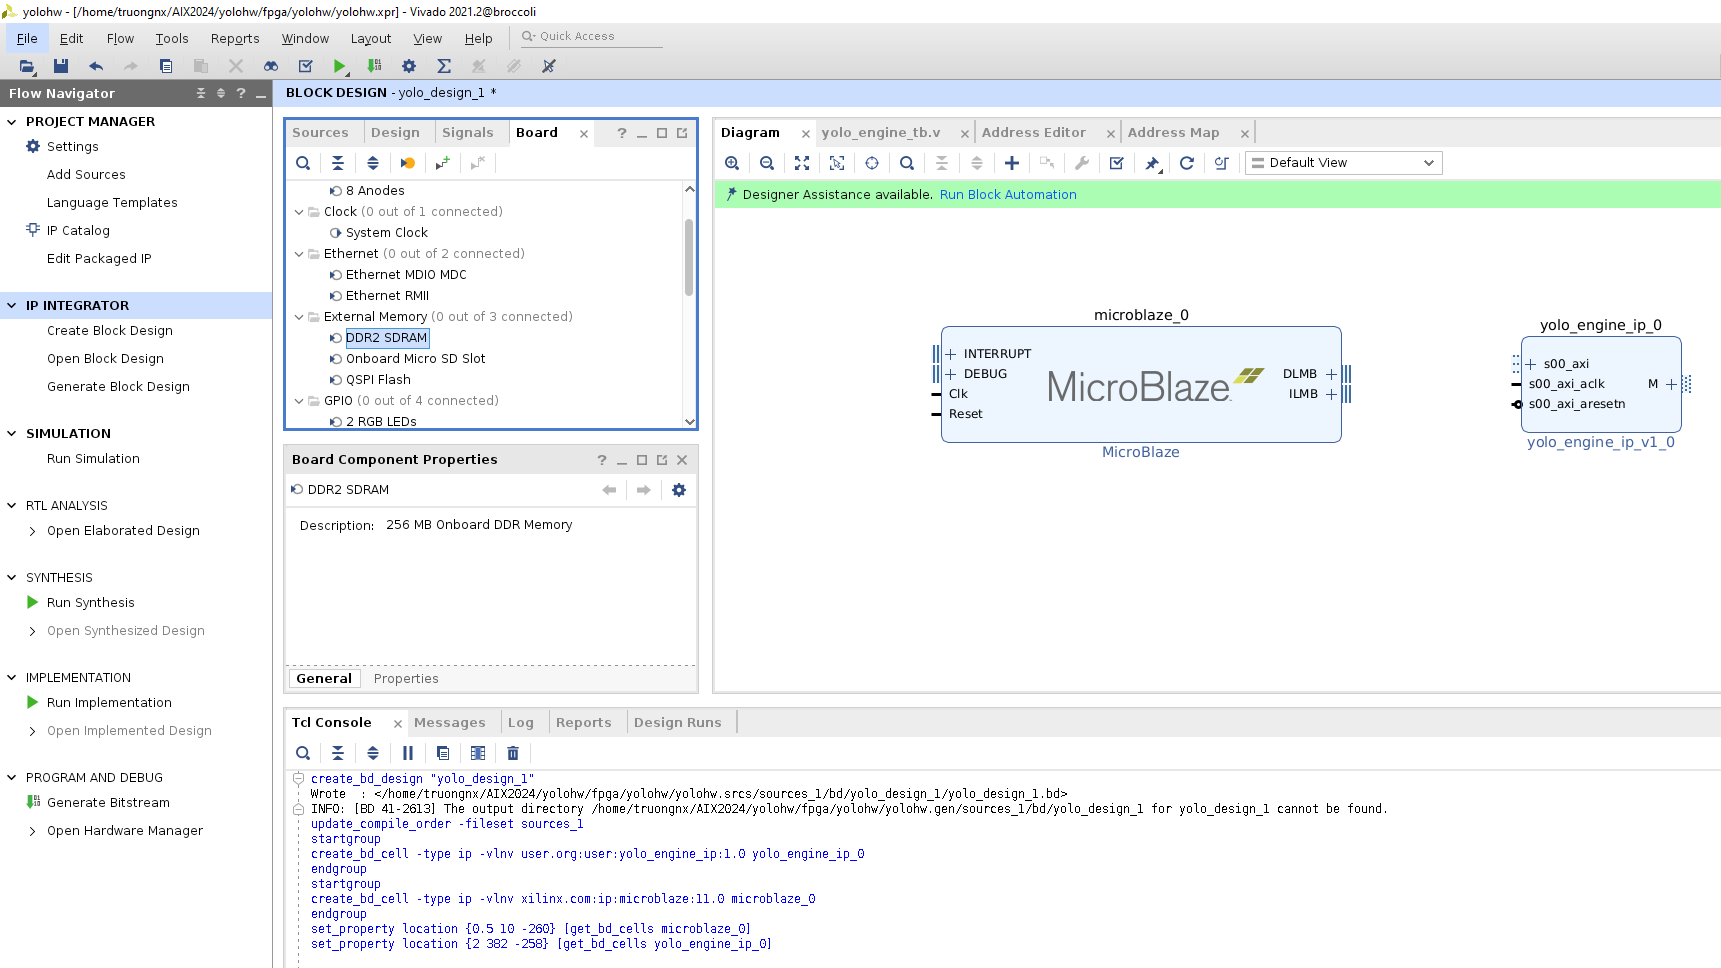 yolohw - [/home/truongnx/AIX2024/yolohw/fpga/yolohw/yolohw.xpr] - Vivado 2021.2@broccoli
File Edit Flow Tools Reports Window Layout View Help Quick Access
Flow Navigator
PROJECT MANAGER
Settings
Add Sources
Language Templates
IP Catalog
Edit Packaged IP
IP INTEGRATOR
Create Block Design
Open Block Design
Generate Block Design
SIMULATION
Run Simulation
RTL ANALYSIS
Open Elaborated Design
SYNTHESIS
Run Synthesis
Open Synthesized Design
IMPLEMENTATION
Run Implementation
Open Implemented Design
PROGRAM AND DEBUG
Generate Bitstream
Open Hardware Manager
BLOCK DESIGN - yolo_design_1 *
Sources Design Signals Board
8 Anodes
Clock (0 out of 1 connected)
System Clock
Ethernet (0 out of 2 connected)
Ethernet MDIO MDC
Ethernet RMII
External Memory (0 out of 3 connected)
DDR2 SDRAM
Onboard Micro SD Slot
QSPI Flash
GPIO (0 out of 4 connected)
2 RGB LEDs
Board Component Properties
DDR2 SDRAM
Description: 256 MB Onboard DDR Memory
General Properties
Diagram yolo_engine_tb.v Address Editor Address Map
Default View
Designer Assistance available. Run Block Automation
microblaze_0
INTERRUPT
DEBUG
Clk
Reset
MicroBlaze
DLMB
ILMB
MicroBlaze
yolo_engine_ip_0
s00_axi
s00_axi_aclk
s00_axi_aresetn
M
yolo_engine_ip_v1_0
Tcl Console Messages Log Reports Design Runs
create_bd_design "yolo_design_1"
Wrote  : </home/truongnx/AIX2024/yolohw/fpga/yolohw/yolohw.srcs/sources_1/bd/yolo_design_1/yolo_design_1.bd>
INFO: [BD 41-2613] The output directory /home/truongnx/AIX2024/yolohw/fpga/yolohw/yolohw.gen/sources_1/bd/yolo_design_1 for yolo_design_1 cannot be found.
update_compile_order -fileset sources_1
startgroup
create_bd_cell -type ip -vlnv user.org:user:yolo_engine_ip:1.0 yolo_engine_ip_0
endgroup
startgroup
create_bd_cell -type ip -vlnv xilinx.com:ip:microblaze:11.0 microblaze_0
endgroup
set_property location {0.5 10 -260} [get_bd_cells microblaze_0]
set_property location {2 382 -258} [get_bd_cells yolo_engine_ip_0]